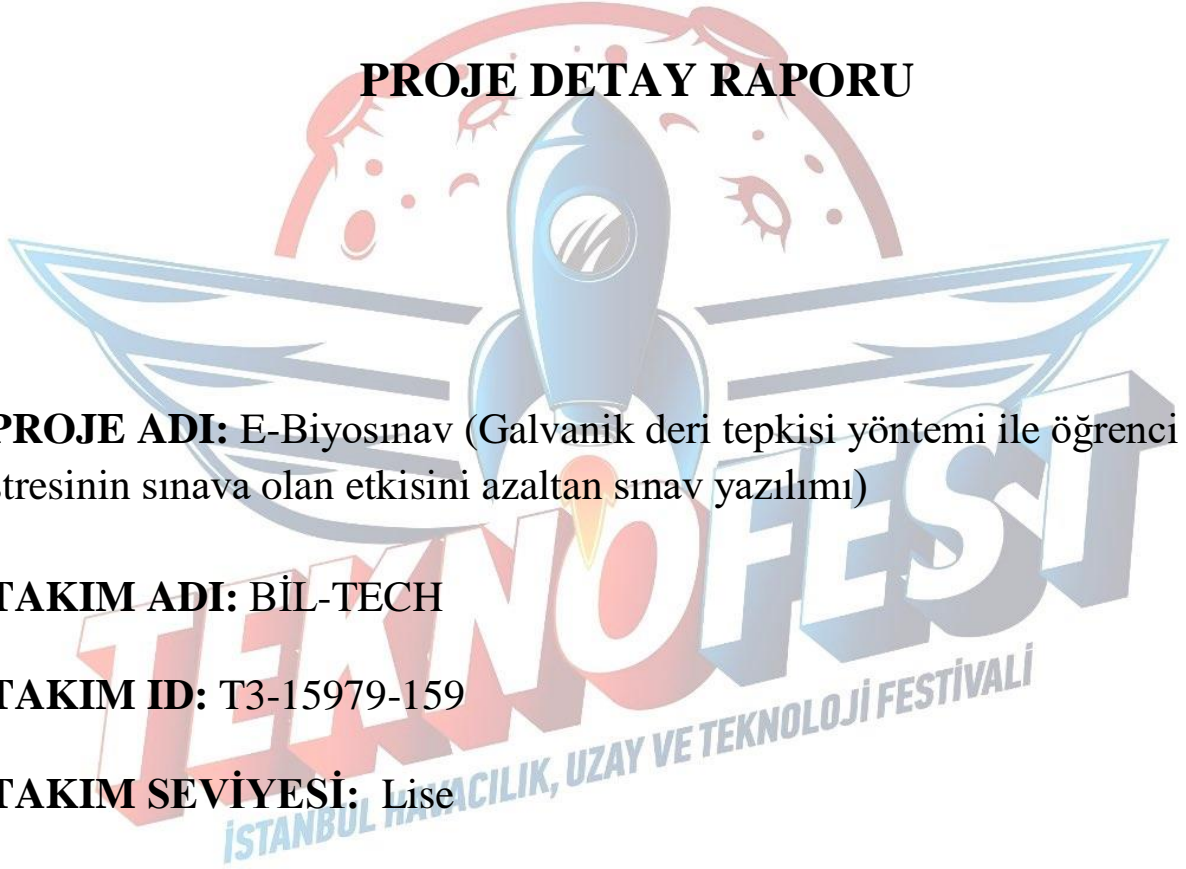 PROJE DETAY RAPORU
PROJE ADI: E-Biyosınav (Galvanik deri tepkisi yöntemi ile öğrenci
stresinin sınava olan etkisini azaltan sınav yazılımı)
TAKIM ADI: BİL-TECH
TAKIM ID: T3-15979-159
TAKIM SEVİYESİ: Lise
TEKNOFEST
İSTANBUL HAVACILIK, UZAY VE TEKNOLOJİ FESTİVALİ